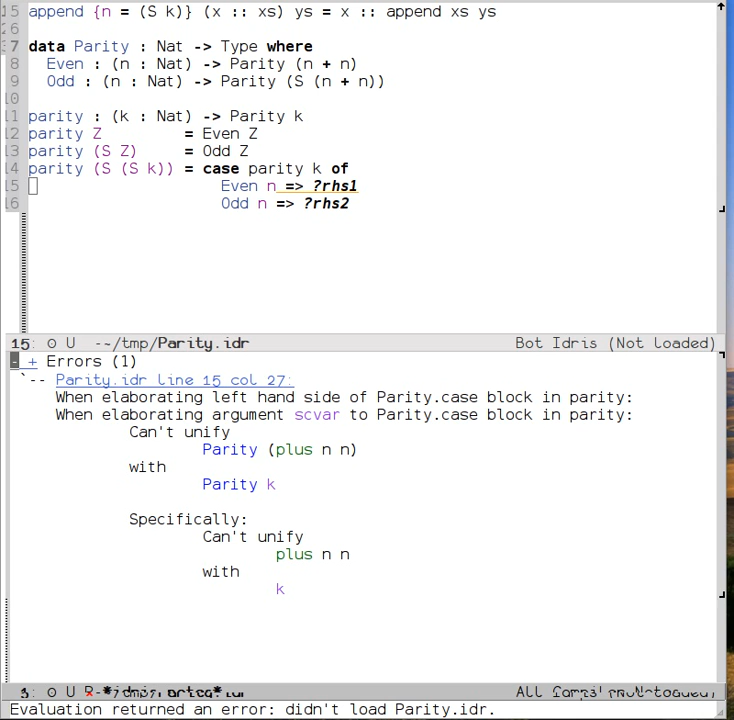 15 append {n = (S k)} (x :: xs) ys = x :: append xs ys
26
37 data Parity : Nat -> Type where
8 Even : (n : Nat) -> Parity (n + n)
9 Odd : (n : Nat) -> Parity (S (n + n))
10
11 parity : (k : Nat) -> Parity k
12 parity Z = Even Z
13 parity (S Z) = Odd Z
14 parity (S (S k)) = case parity k of
15 Even n => ?rhs1
16 Odd n => ?rhs2
15: O U --~/tmp/Parity.idr Bot Idris (Not Loaded)
- + Errors (1)
`-- Parity.idr line 15 col 27:
When elaborating left hand side of Parity.case block in parity:
When elaborating argument scvar to Parity.case block in parity:
Can't unify
Parity (plus n n)
with
Parity k
Specifically:
Can't unify
plus n n
with
k
O U
Evaluation returned an error: didn't load Parity.idr.